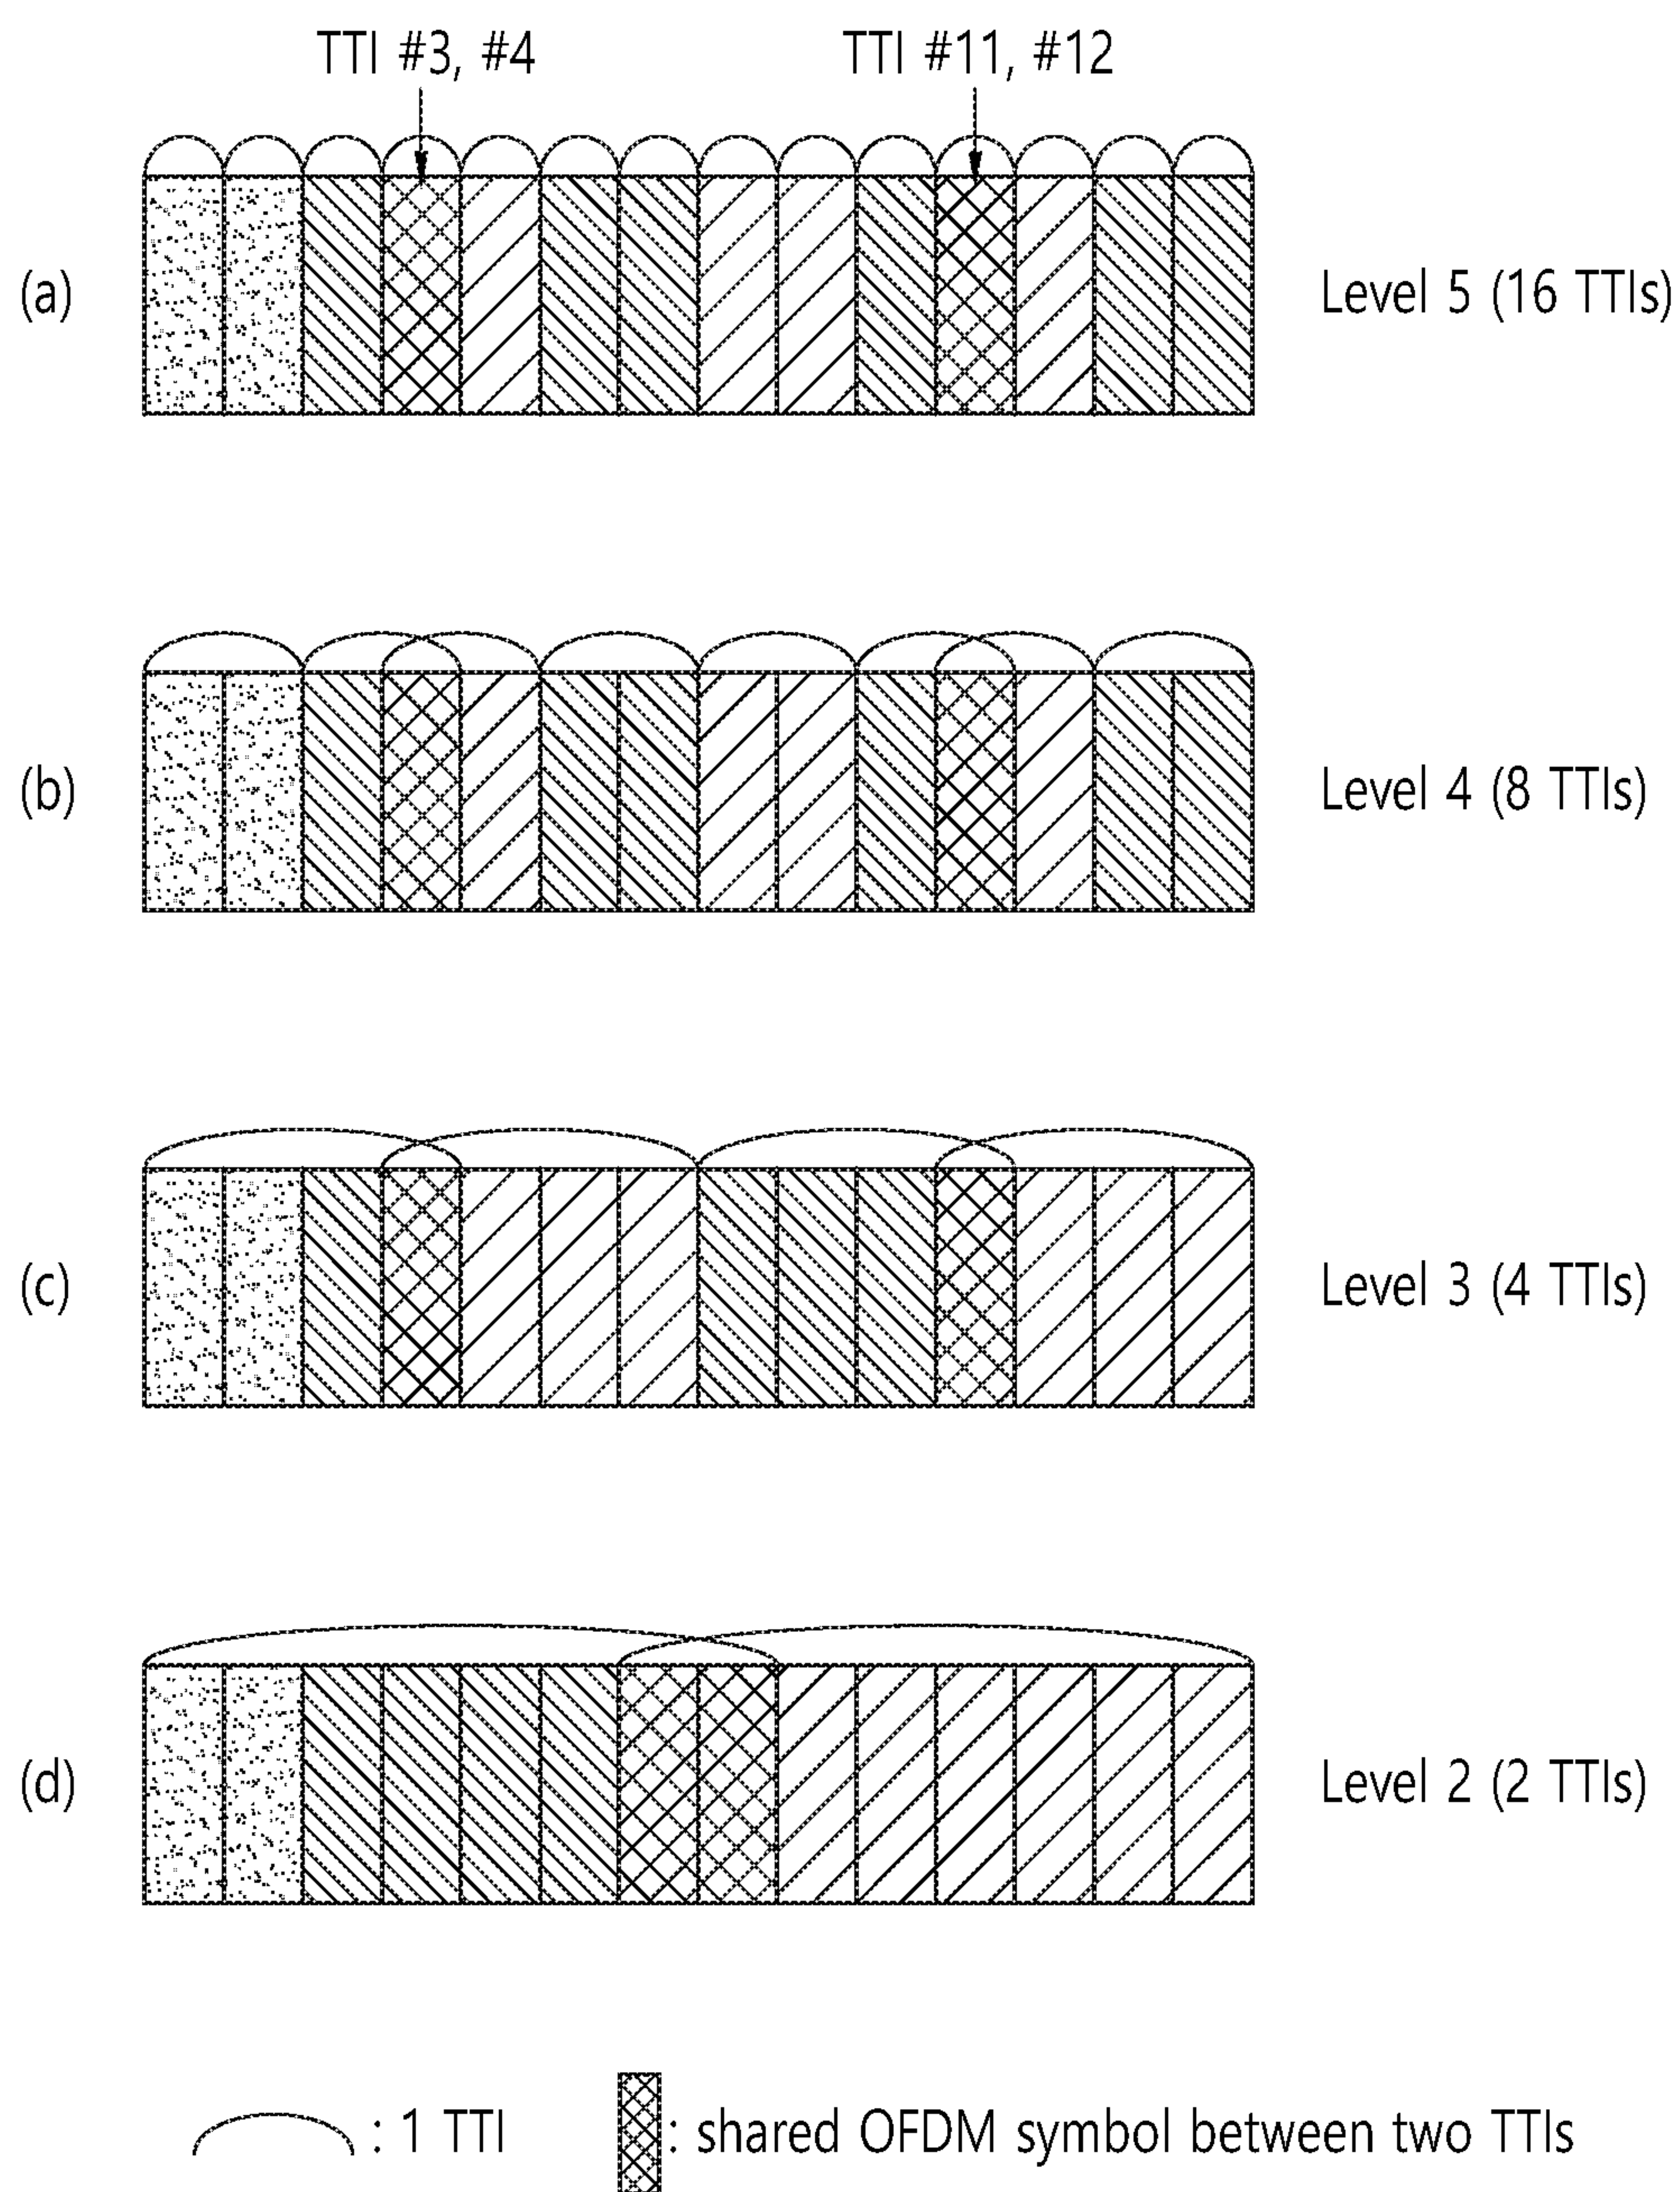 TTI #3, #4
TTI #11, #12
(a)
Level 5 (16 TTIs)
(b)
Level 4 (8 TTIs)
(c)
Level 3 (4 TTIs)
(d)
Level 2 (2 TTIs)
: 1 TTI
: shared OFDM symbol between two TTIs